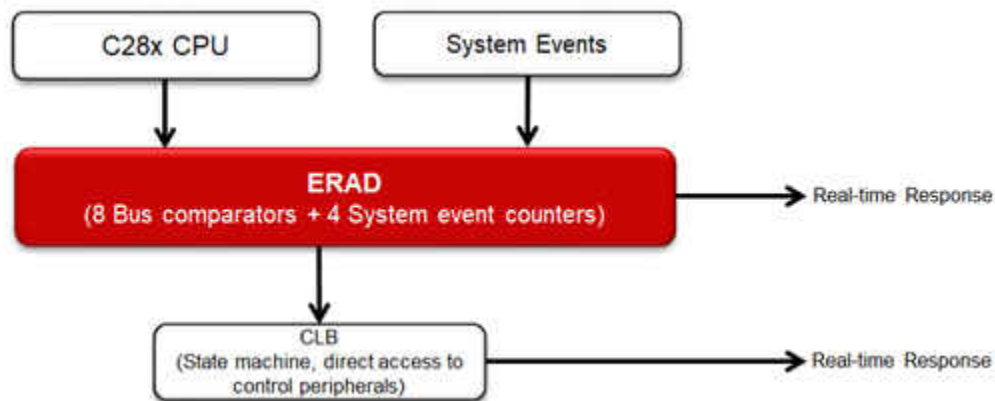 C28x CPU
System Events
ERAD
(8 Bus comparators + 4 System event counters)
Real-time Response
CLB
(State machine, direct access to
control peripherals)
Real-time Response